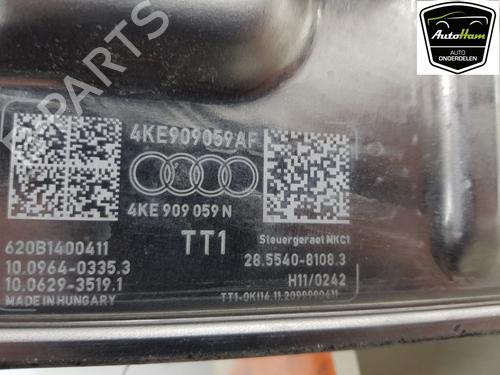 AutoHam
AUTO
ONDERDELEN
B-PARTS
4KE909059AF
4KE 909 059 N
TT1
Steuergeraet MKC1
620B1400411
28.5540-8108.3
10.0964-0335.3
H11/0242
10.0629-3519.1
MADE IN HUNGARY